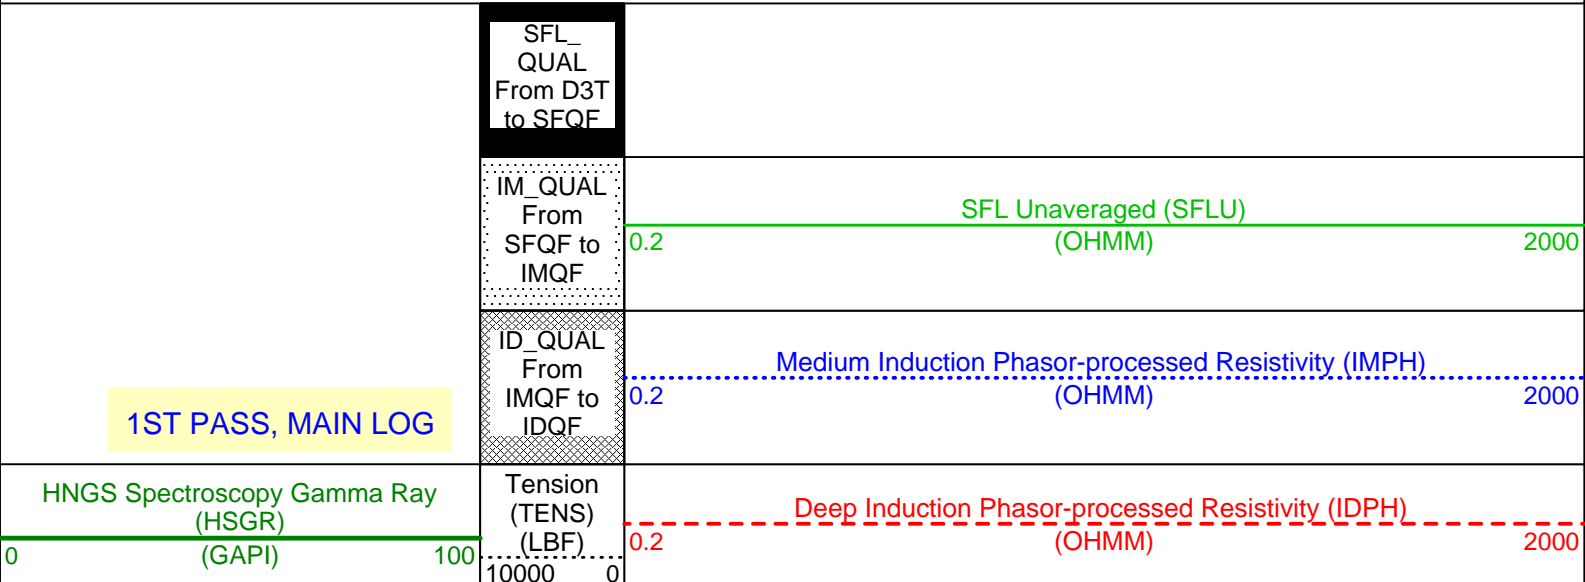 SFL_
QUAL
From D3T
to SFQF
IM_QUAL
From
SFQF to
IMQF
SFL Unaveraged (SFLU)
0.2 (OHMM) 2000
ID_QUAL
From
IMQF to
IDQF
Medium Induction Phasor-processed Resistivity (IMPH)
0.2 (OHMM) 2000
1ST PASS, MAIN LOG
HNGS Spectroscopy Gamma Ray
(HSGR)
0 (GAPI) 100
Tension
(TENS)
(LBF)
10000 0
Deep Induction Phasor-processed Resistivity (IDPH)
0.2 (OHMM) 2000